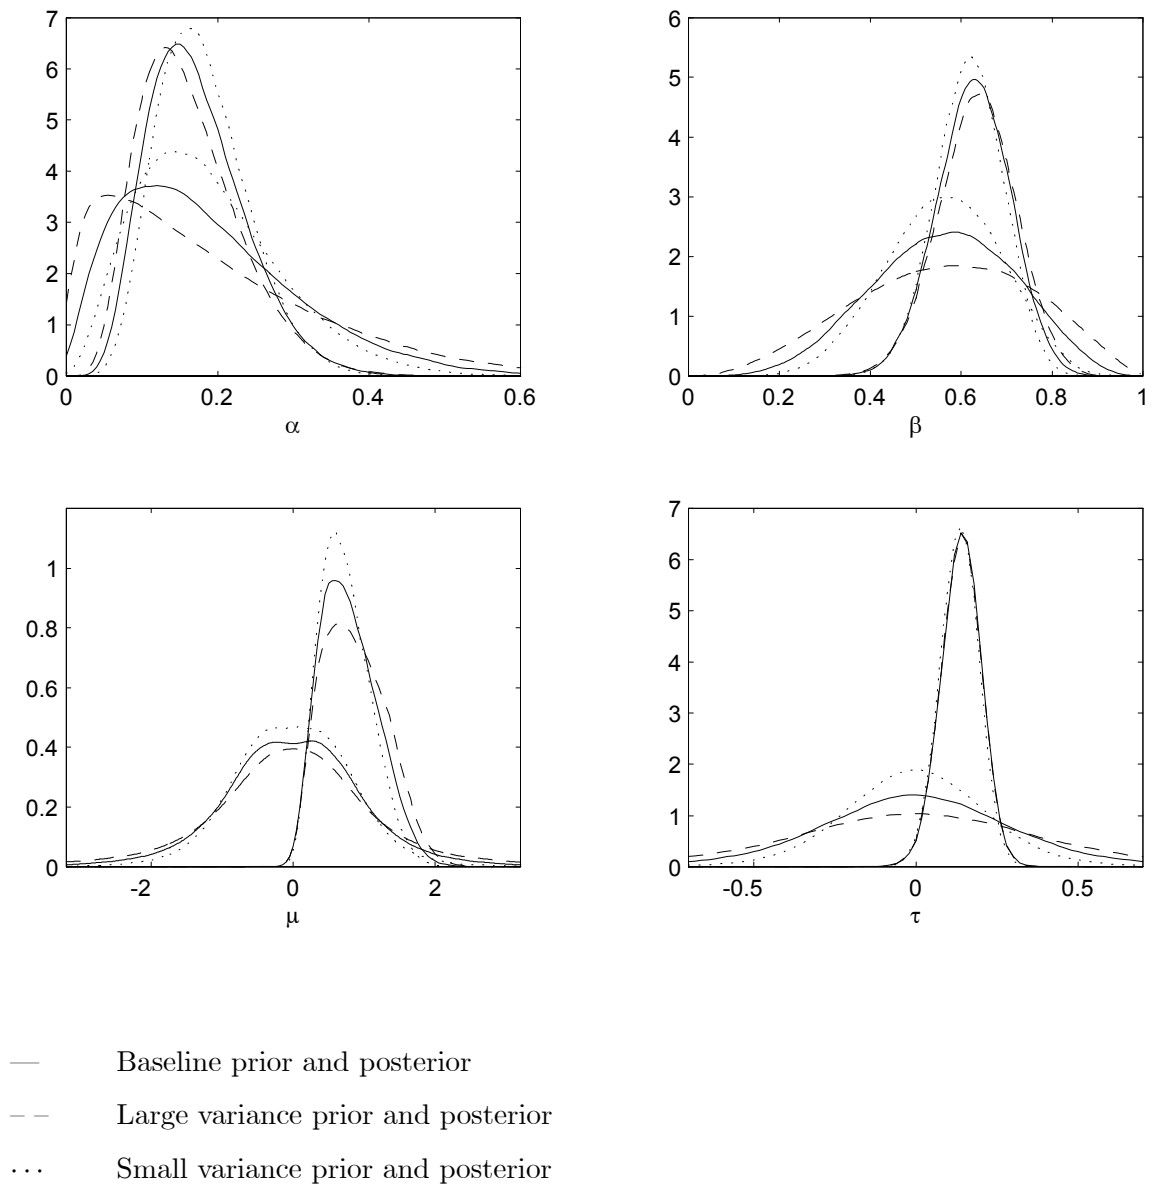 7
6
5
4
3
2
1
0
0 0.2 0.4 0.6
α
6
5
4
3
2
1
0
0 0.2 0.4 0.6 0.8 1
β
1
0.8
0.6
0.4
0.2
0
-2 0 2
μ
7
6
5
4
3
2
1
0
-0.5 0 0.5
τ
— Baseline prior and posterior
– – Large variance prior and posterior
··· Small variance prior and posterior